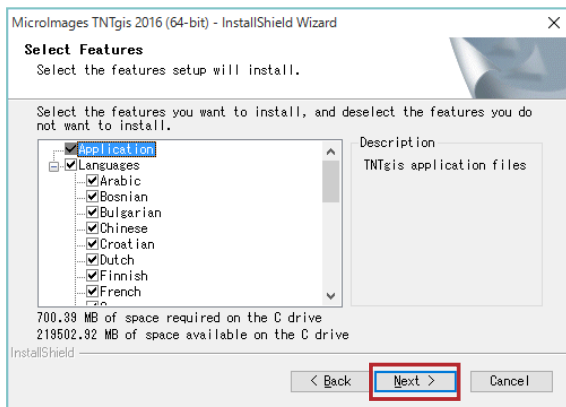 MicroImages TNTgis 2016 (64-bit) - InstallShield Wizard
Select Features
Select the features setup will install.
Select the features you want to install, and deselect the features you do
not want to install.
Application
Languages
Arabic
Bosnian
Bulgarian
Chinese
Croatian
Dutch
Finnish
French
Description
TNTgis application files
700.39 MB of space required on the C drive
219502.92 MB of space available on the C drive
InstallShield
< Back
Next >
Cancel